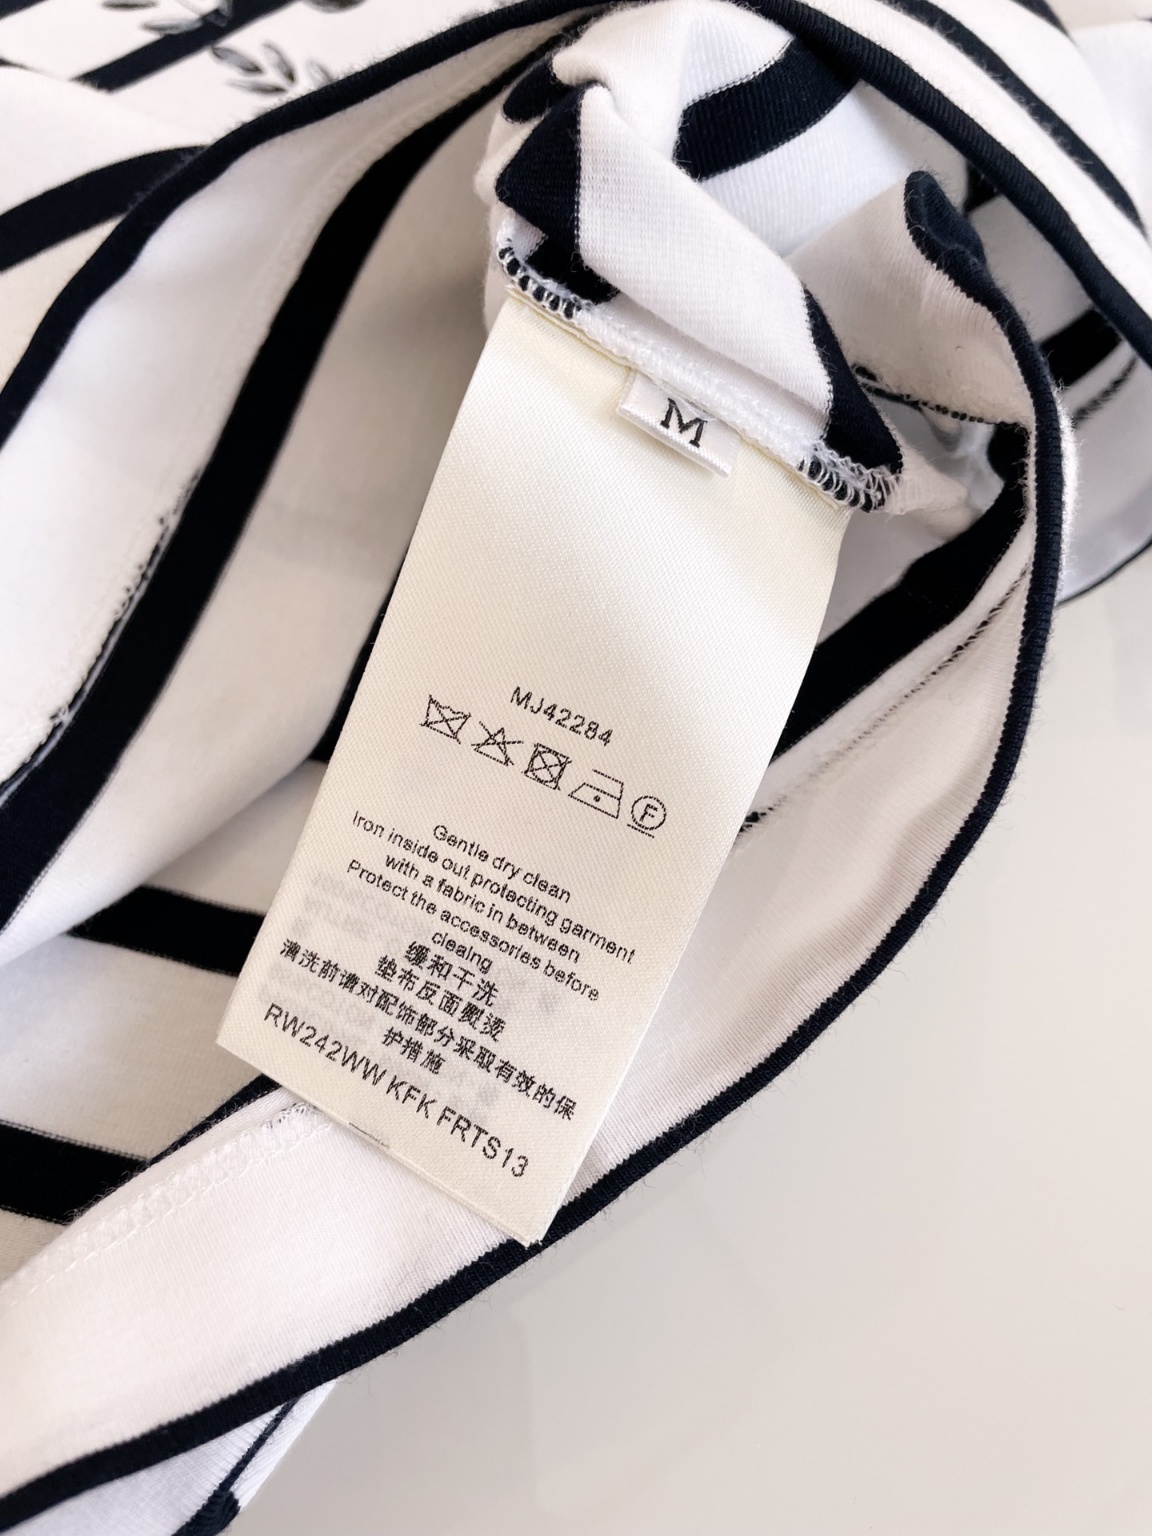 M
MJ42284
F
Gentle dry clean
Iron inside out protecting garment
with a fabric in between
Protect the accessories before
clealng
缓和干洗
垫布反面熨烫
清洗前请对配饰部分采取有效的保
护措施
RW242WW KFK FRTS13